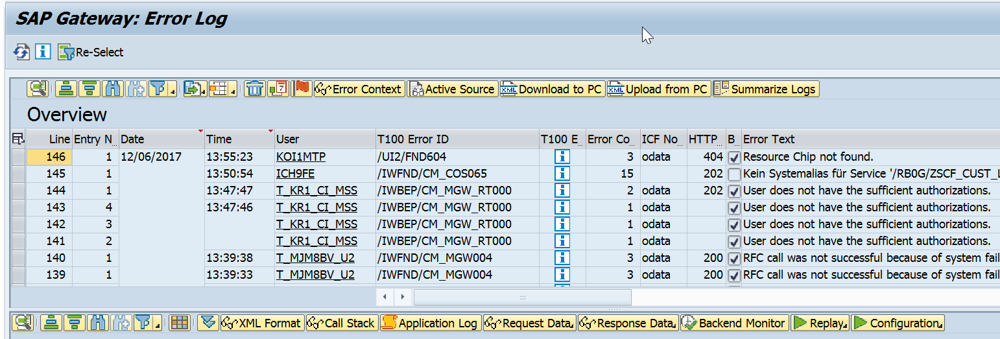 SAP Gateway: Error Log
Re-Select
Error Context Active Source Download to PC Upload from PC Summarize Logs
Overview
Line Entry N.. Date Time User T100 Error ID T100 E.. Error Co.. ICF No.. HTTP.. B.. Error Text
146 1 12/06/2017 13:55:23 KOI1MTP /UI2/FND604 3 odata 404 Resource Chip not found.
145 1 13:50:54 ICH9FE /IWFND/CM_COS065 15 202 Kein Systemalias für Service '/RB0G/ZSCF_CUST_L
144 1 13:47:47 T_KR1_CI_MSS /IWBEP/CM_MGW_RT000 2 odata 202 User does not have the sufficient authorizations.
143 4 13:47:46 T_KR1_CI_MSS /IWBEP/CM_MGW_RT000 1 odata User does not have the sufficient authorizations.
142 3 T_KR1_CI_MSS /IWBEP/CM_MGW_RT000 1 odata User does not have the sufficient authorizations.
141 2 T_KR1_CI_MSS /IWBEP/CM_MGW_RT000 1 odata User does not have the sufficient authorizations.
140 1 13:39:38 T_MJM8BV_U2 /IWFND/CM_MGW004 3 odata 200 RFC call was not successful because of system fail
139 1 13:39:33 T_MJM8BV_U2 /IWFND/CM_MGW004 3 odata 200 RFC call was not successful because of system fail
XML Format Call Stack Application Log Request Data Response Data Backend Monitor Replay Configuration